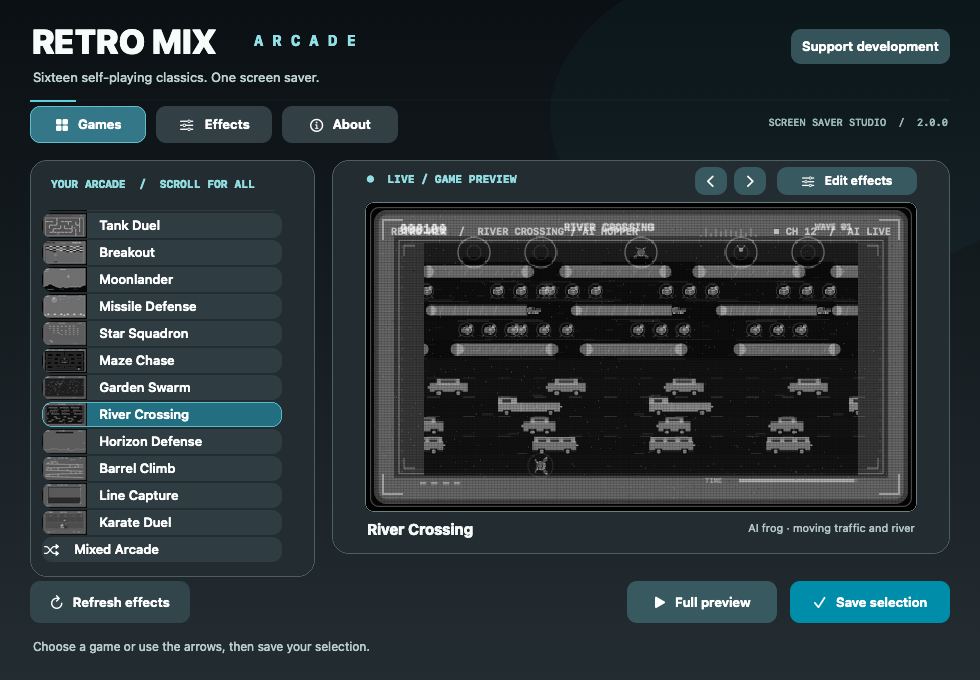 RETRO MIX ARCADE
Support development
Sixteen self-playing classics. One screen saver.
Games
Effects
About
SCREEN SAVER STUDIO / 2.0.0
YOUR ARCADE / SCROLL FOR ALL
Tank Duel
Breakout
Moonlander
Missile Defense
Star Squadron
Maze Chase
Garden Swarm
River Crossing
Horizon Defense
Barrel Climb
Line Capture
Karate Duel
Mixed Arcade
LIVE / GAME PREVIEW
Edit effects
RIVER CROSSING
WAVE 01
/ RIVER CROSSING / AI HOPPER
CH 12 / AI LIVE
TIME
River Crossing
AI frog · moving traffic and river
Refresh effects
Full preview
Save selection
Choose a game or use the arrows, then save your selection.